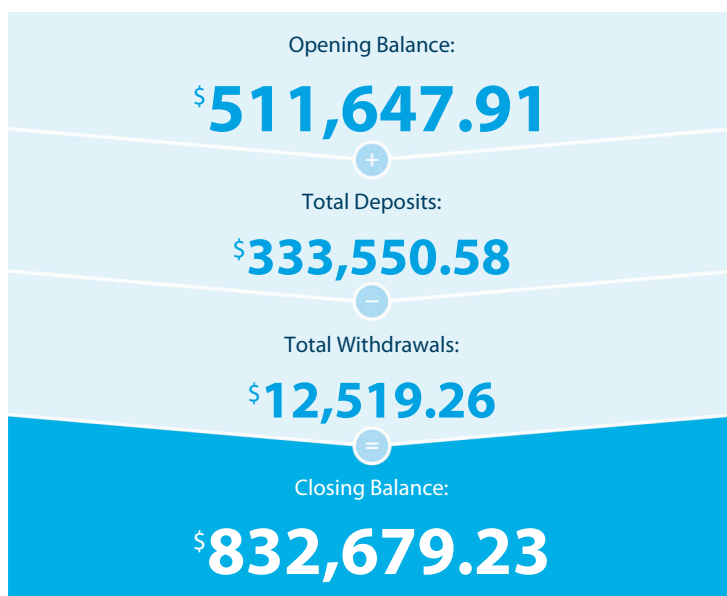 Opening Balance:
$511,647.91
+
Total Deposits:
$333,550.58
−
Total Withdrawals:
$12,519.26
=
Closing Balance:
$832,679.23